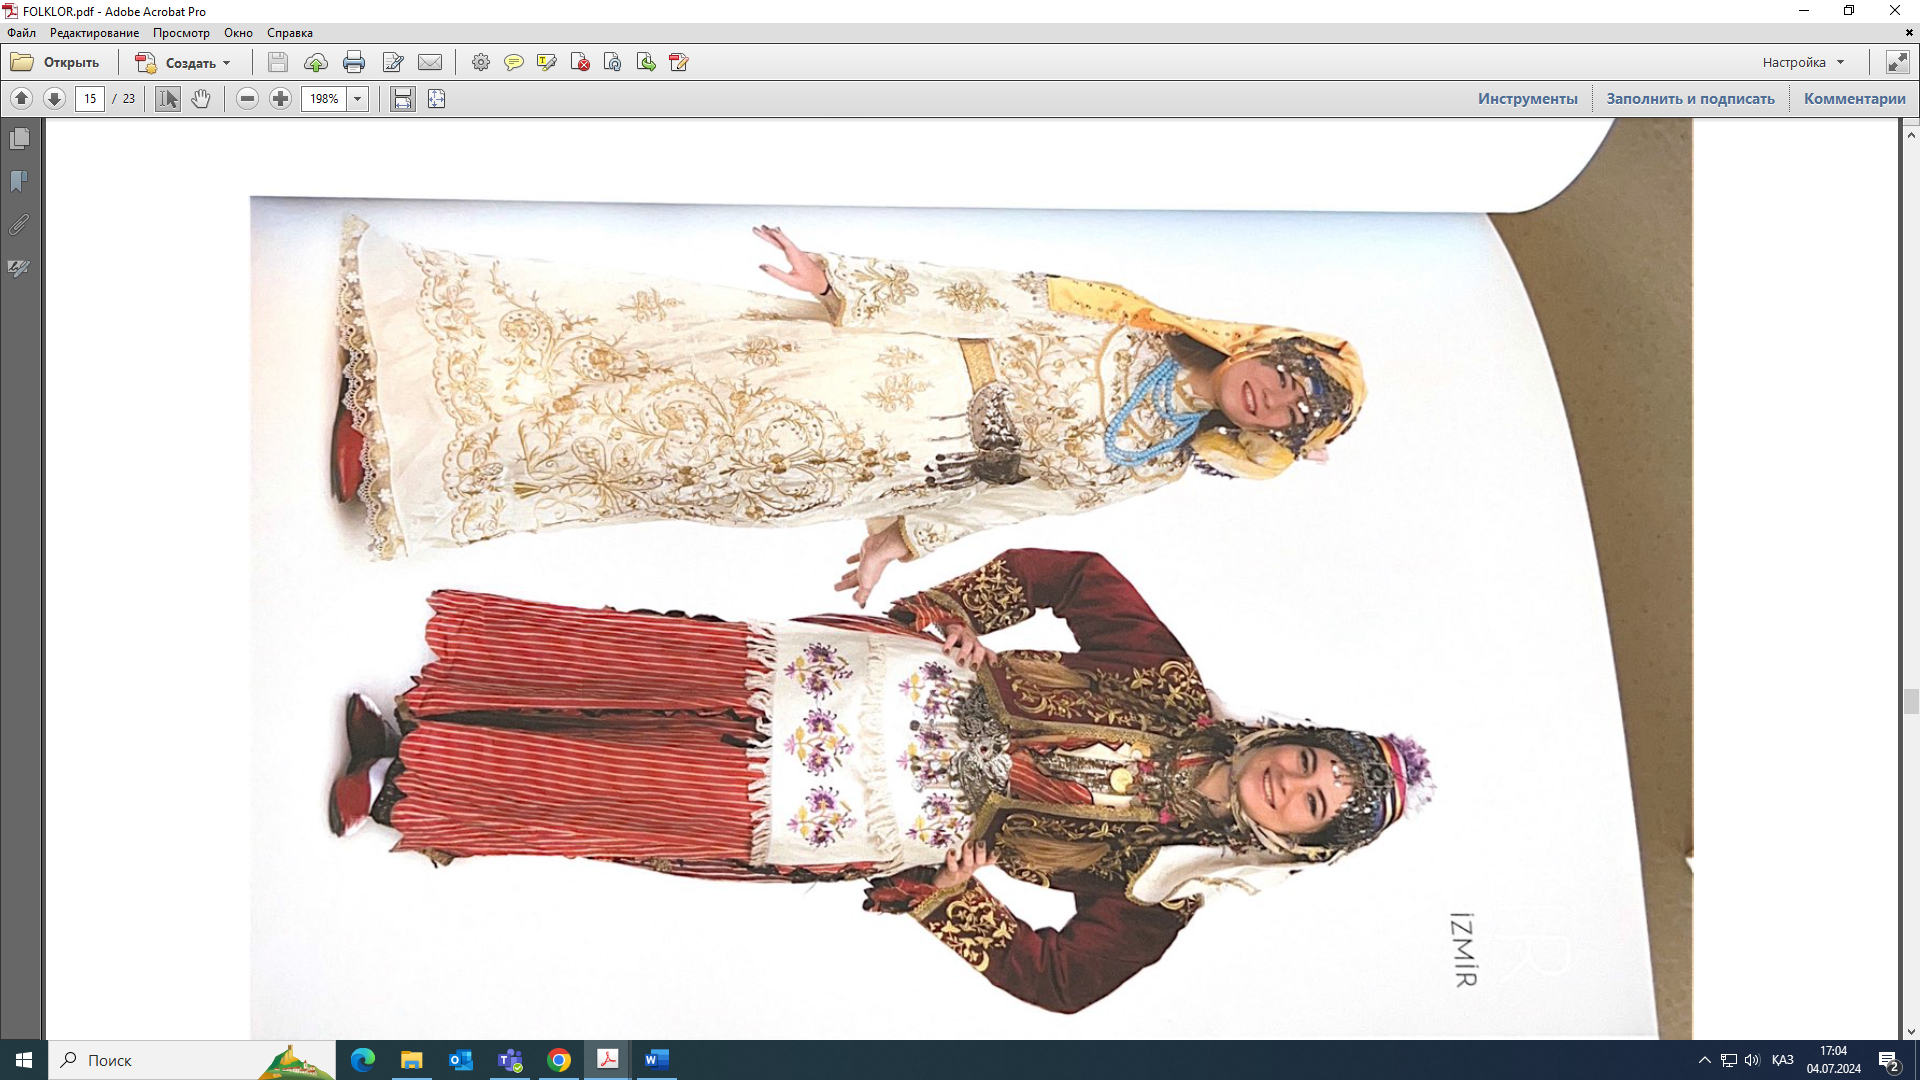 FOLKLOR.pdf - Adobe Acrobat Pro
Файл Редактирование Просмотр Окно Справка
Открыть Создать Настройка
15 / 23 198% Инструменты Заполнить и подписать Комментарии
İZMİR
R
Поиск
ҚАЗ
17:04
04.07.2024
2